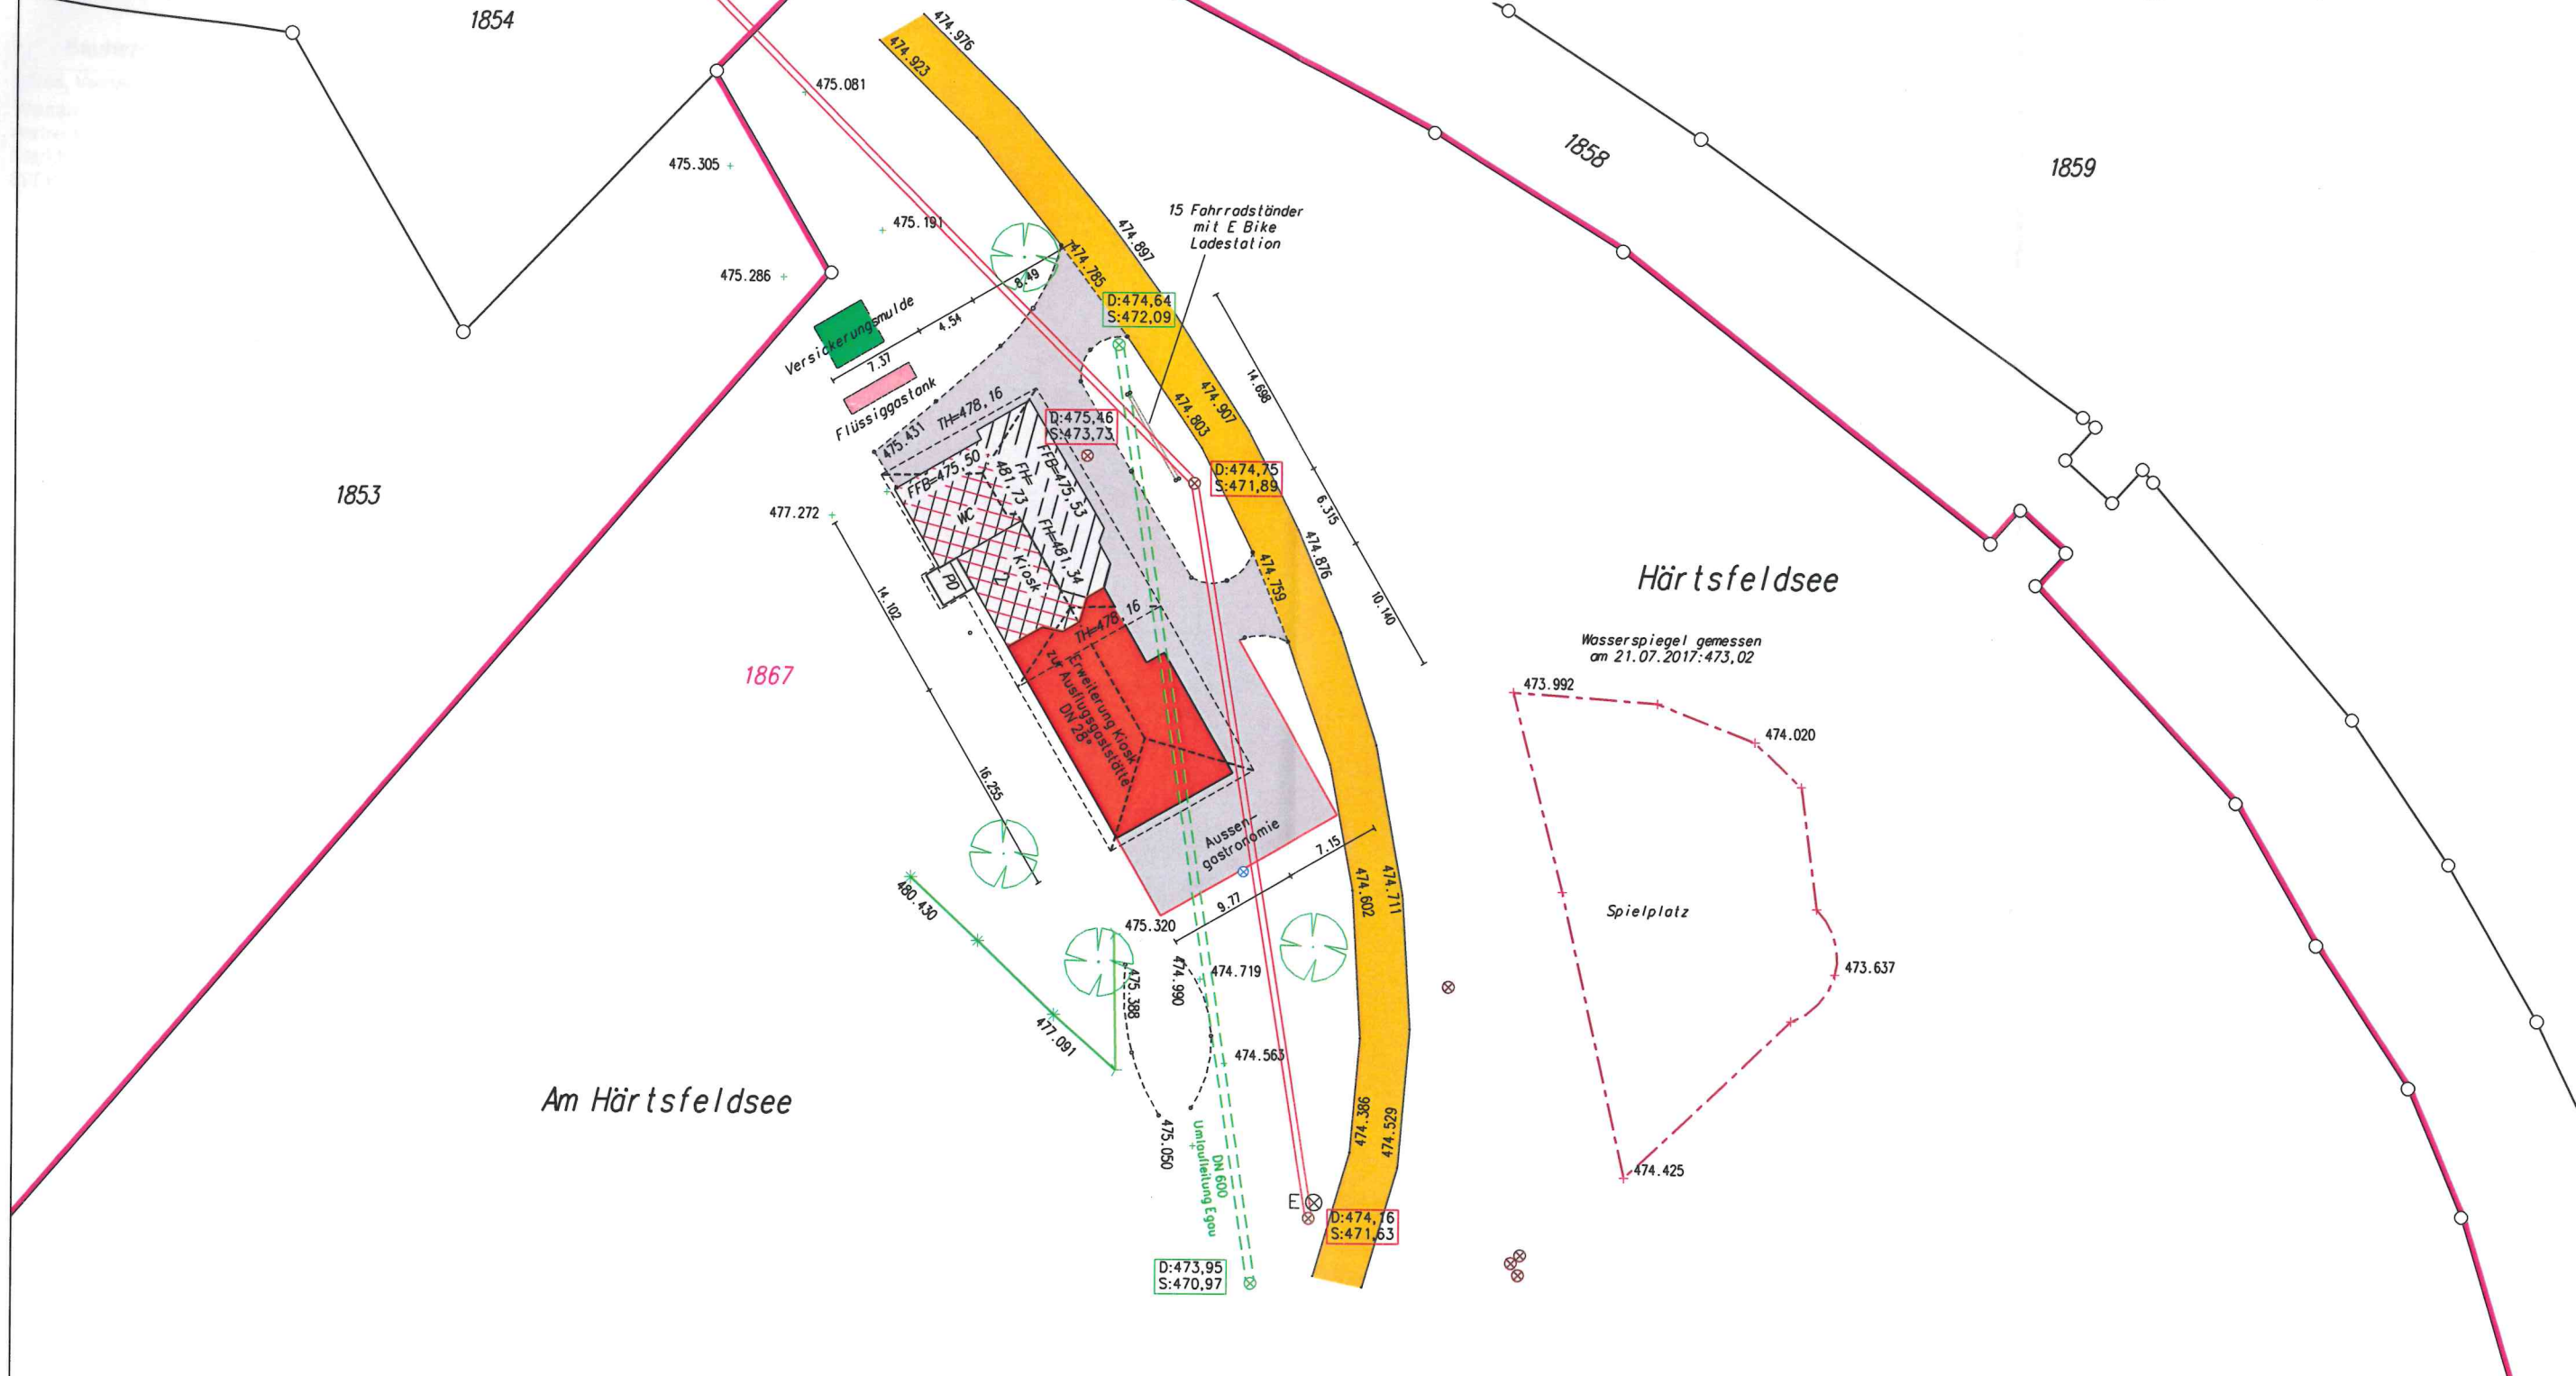 1854
474.976
474.923
475.081
1858
1859
475.305
475.191
15 Fahrradständer
mit E Bike
Ladestation
474.897
475.286
474.785
8.49
D:474,64
S:472,09
Versickerungsmulde
4.54
7.37
14.698
Flüssiggastank
TH=478,16
474.907
474.803
D:475,46
S:473,73
475.431
FFB=475,50
FH=
481,73
FFB=475,53
D:474,75
S:471,89
1853
477.272
WC
6.315
FH=481,34
474.876
Kiosk
PD
474.759
Härtsfeldsee
14.102
10.140
16
TH=478,
Wasserspiegel gemessen
am 21.07.2017:473,02
1867
Erweiterung Kiosk
zur Ausflugsgaststätte
DN 28°
473.992
474.020
16.255
Aussen-
gastronomie
7.15
474.711
474.602
480.430
9.77
Spielplatz
475.320
474.719
474.990
475.388
473.637
477.091
474.563
Am Härtsfeldsee
474.386
474.529
475.050
474.425
DN 600
Umlaufleitung Egau
E
D:474,16
S:471,63
D:473,95
S:470,97